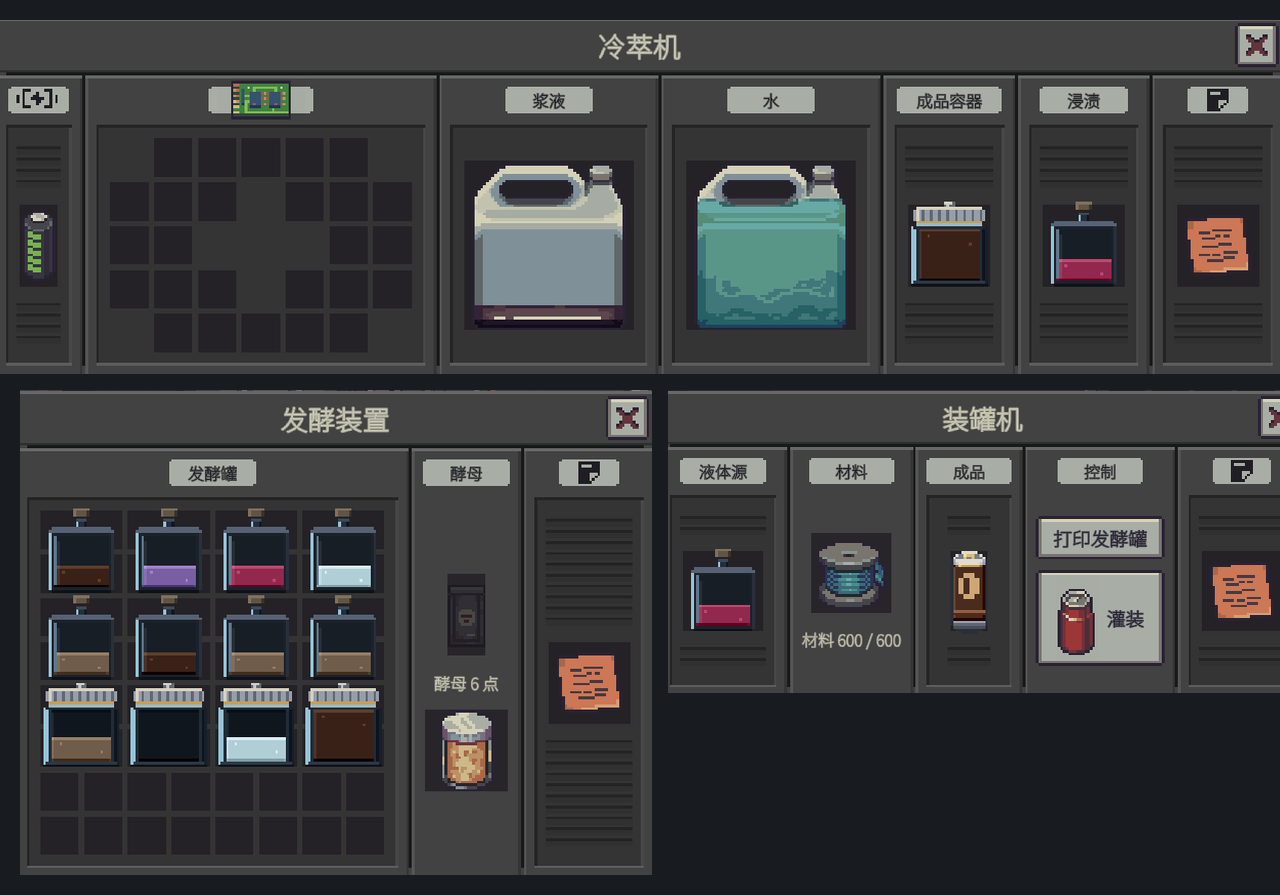 冷萃机
浆液
水
成品容器
浸渍
发酵装置
发酵罐
酵母
酵母 6 点
装罐机
液体源
材料
成品
控制
材料 600 / 600
打印发酵罐
灌装